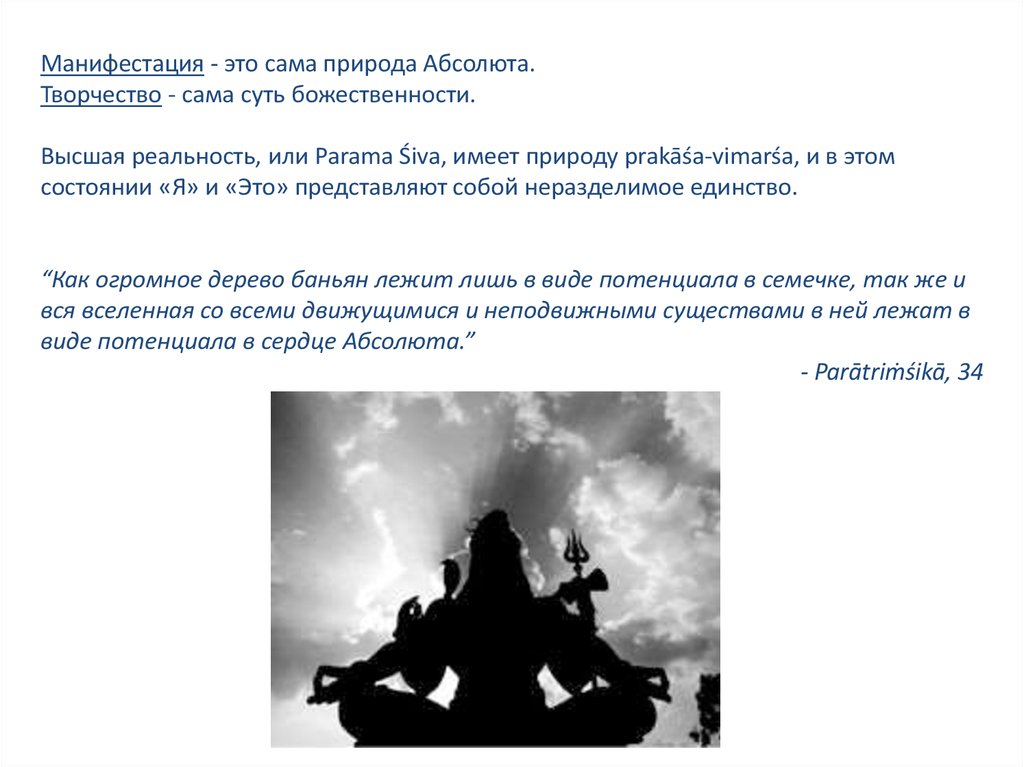 Манифестация - это сама природа Абсолюта.
Творчество - сама суть божественности.
Высшая реальность, или Parama Śiva, имеет природу prakāśa-vimarśa, и в этом
состоянии «Я» и «Это» представляют собой неразделимое единство.
“Как огромное дерево баньян лежит лишь в виде потенциала в семечке, так же и
вся вселенная со всеми движущимися и неподвижными существами в ней лежат в
виде потенциала в сердце Абсолюта.”
- Parātriṁśikā, 34